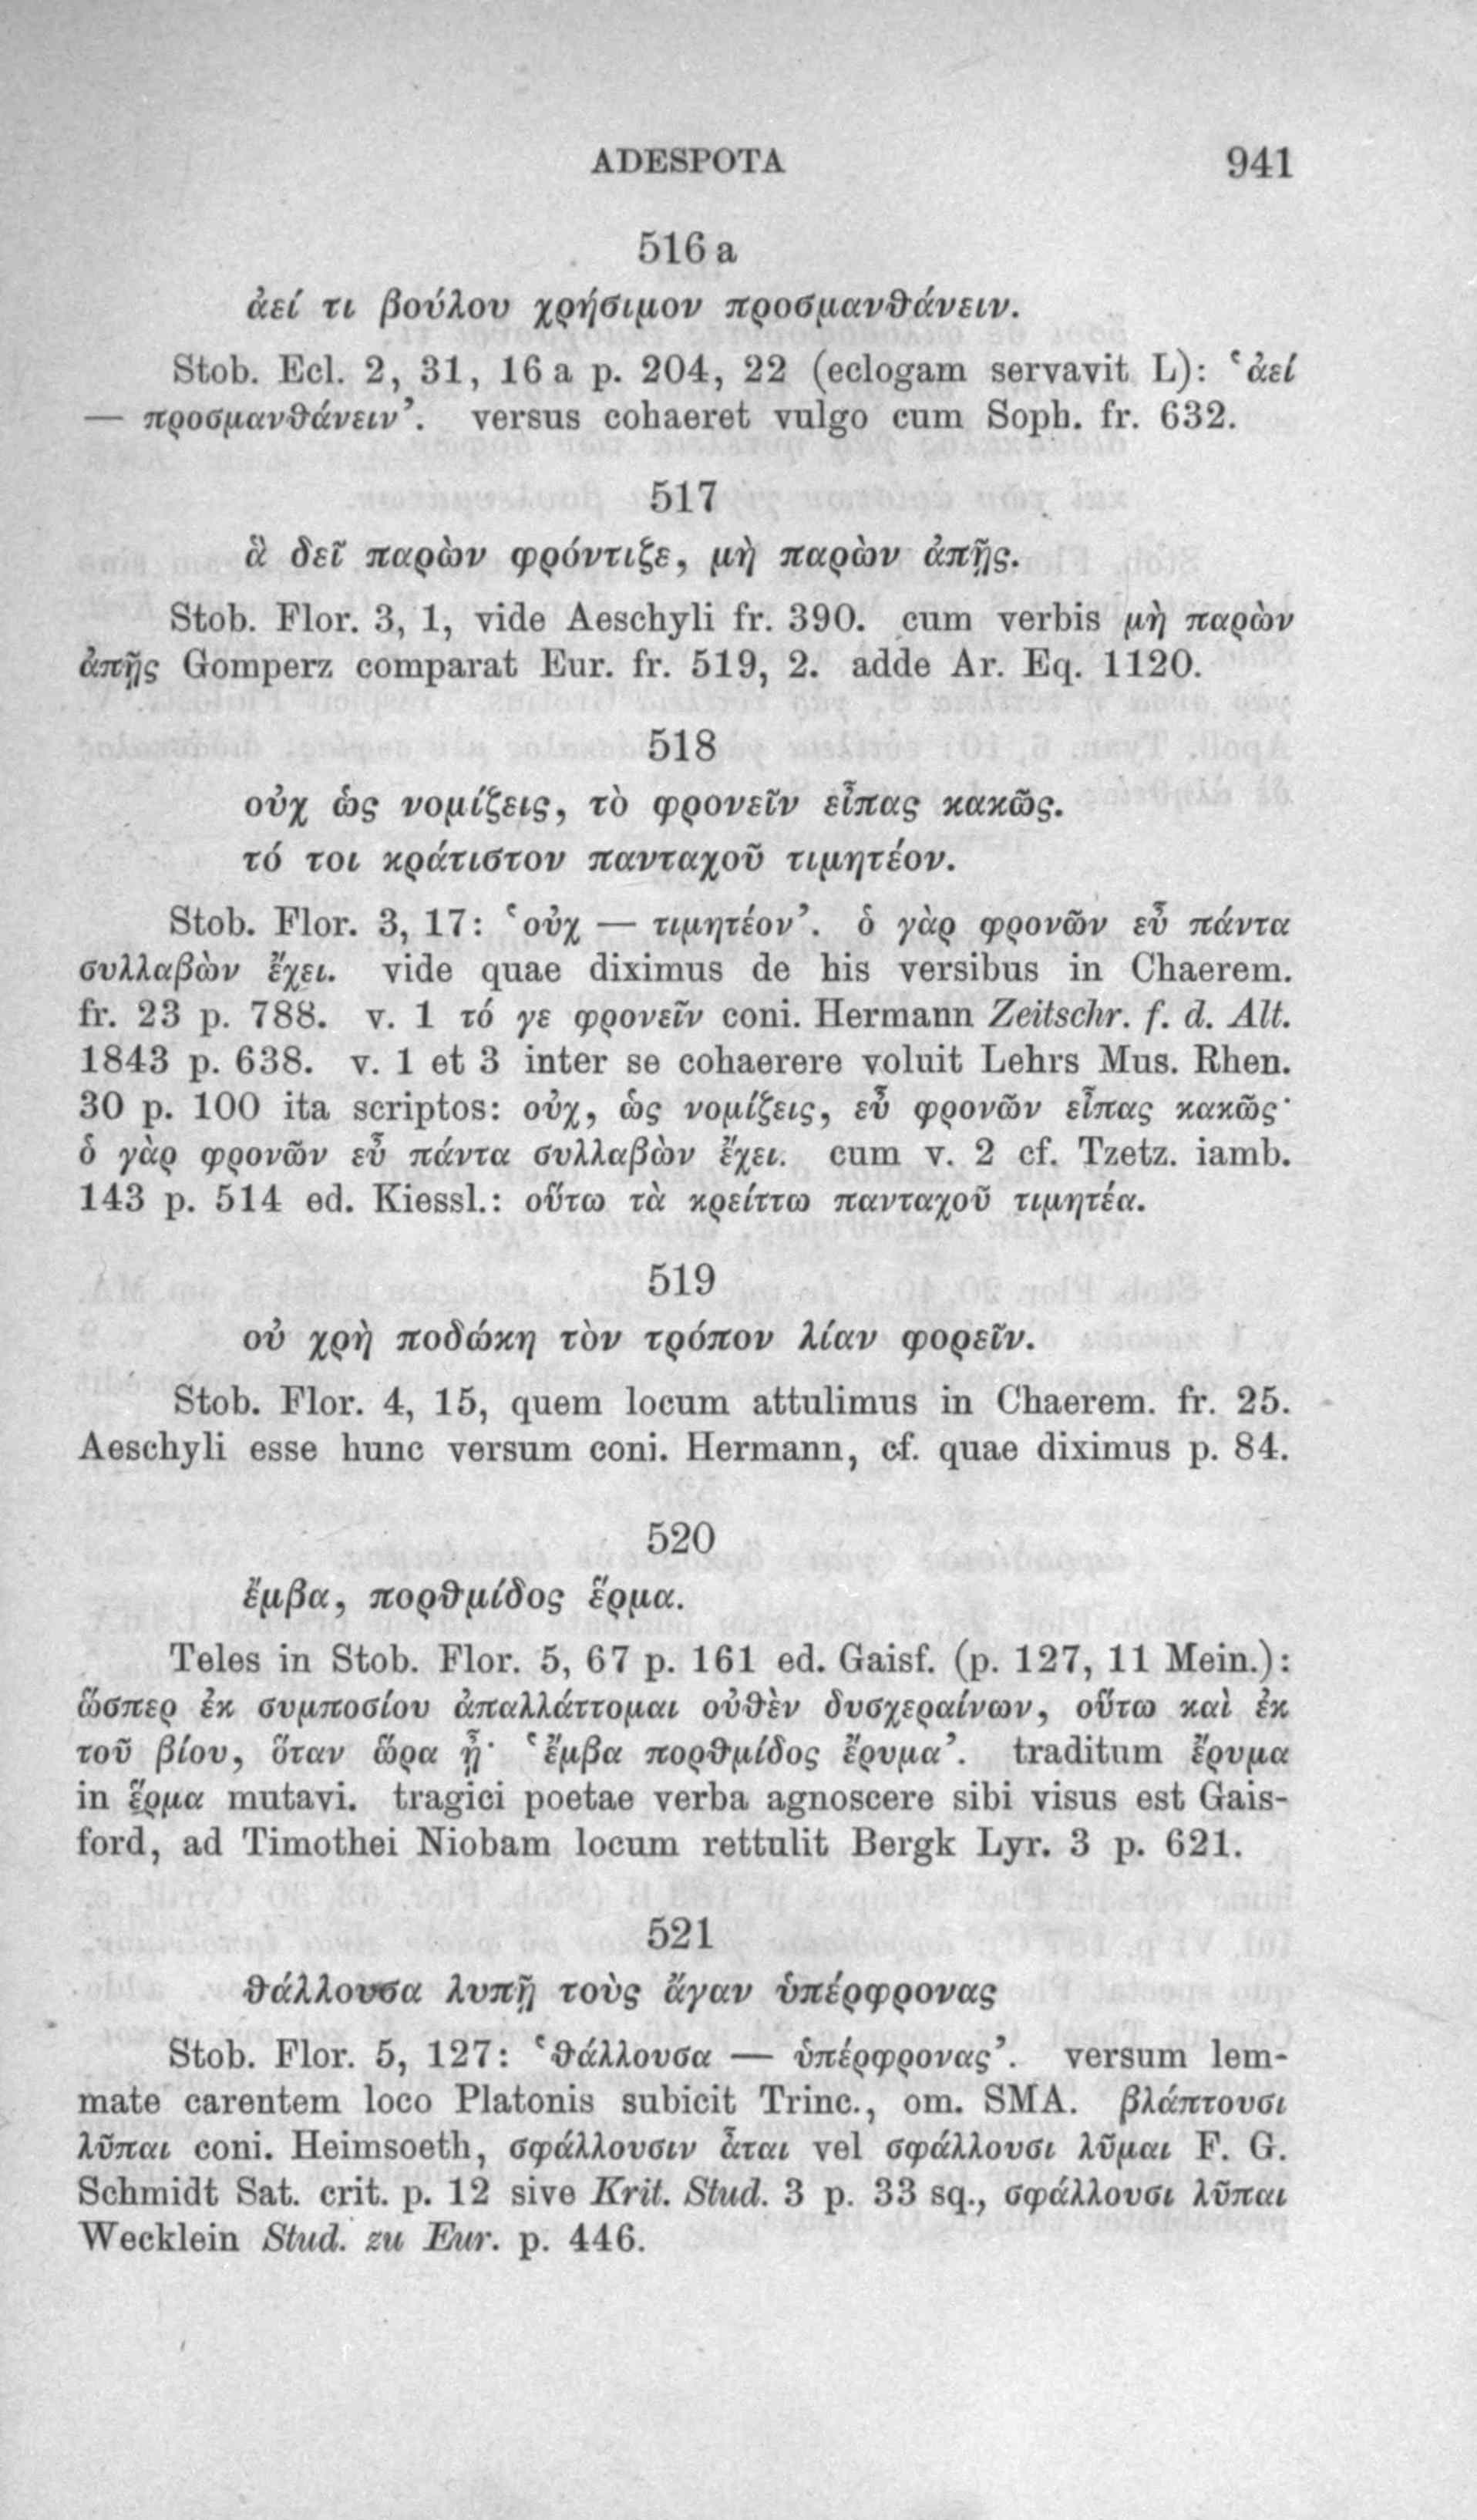 ADESPOTA 941
516 a
ἀεί τι βούλου χρήσιμον προσμανθάνειν.
Stob. Ecl. 2, 31, 16 a p. 204, 22 (eclogam servavit L): ‘ἀεί
— προσμανθάνειν’. versus cohaeret vulgo cum Soph. fr. 632.
517
ἃ δεῖ παρὼν φρόντιζε, μὴ παρὼν ἀπῇς.
Stob. Flor. 3, 1, vide Aeschyli fr. 390. cum verbis μὴ παρὼν
ἀπῇς Gomperz comparat Eur. fr. 519, 2. adde Ar. Eq. 1120.
518
οὐχ ὡς νομίζεις, τὸ φρονεῖν εἶπας κακῶς.
τό τοι κράτιστον πανταχοῦ τιμητέον.
Stob. Flor. 3, 17: ‘οὐχ — τιμητέον’. ὁ γὰρ φρονῶν εὖ πάντα
συλλαβὼν ἔχει. vide quae diximus de his versibus in Chaerem.
fr. 23 p. 788. v. 1 τό γε φρονεῖν coni. Hermann Zeitschr. f. d. Alt.
1843 p. 638. v. 1 et 3 inter se cohaerere voluit Lehrs Mus. Rhen.
30 p. 100 ita scriptos: οὐχ, ὡς νομίζεις, εὖ φρονῶν εἶπας κακῶς·
ὁ γὰρ φρονῶν εὖ πάντα συλλαβὼν ἔχει. cum v. 2 cf. Tzetz. iamb.
143 p. 514 ed. Kiessl.: οὕτω τὰ κρείττω πανταχοῦ τιμητέα.
519
οὐ χρὴ ποδώκη τὸν τρόπον λίαν φορεῖν.
Stob. Flor. 4, 15, quem locum attulimus in Chaerem. fr. 25.
Aeschyli esse hunc versum coni. Hermann, cf. quae diximus p. 84.
520
ἔμβα, πορθμίδος ἕρμα.
Teles in Stob. Flor. 5, 67 p. 161 ed. Gaisf. (p. 127, 11 Mein.):
ὥσπερ ἐκ συμποσίου ἀπαλλάττομαι οὐθὲν δυσχεραίνων, οὕτω καὶ ἐκ
τοῦ βίου, ὅταν ὥρα ᾖ· ‘ἔμβα πορθμίδος ἔρυμα’. traditum ἔρυμα
in ἕρμα mutavi. tragici poetae verba agnoscere sibi visus est Gais-
ford, ad Timothei Niobam locum rettulit Bergk Lyr. 3 p. 621.
521
θάλλουσα λυπῇ τοὺς ἄγαν ὑπέρφρονας
Stob. Flor. 5, 127: ‘θάλλουσα — ὑπέρφρονας’. versum lem-
mate carentem loco Platonis subicit Trinc., om. SMA. βλάπτουσι
λῦπαι coni. Heimsoeth, σφάλλουσιν ἆται vel σφάλλουσι λῦμαι F. G.
Schmidt Sat. crit. p. 12 sive Krit. Stud. 3 p. 33 sq., σφάλλουσι λῦπαι
Wecklein Stud. zu Eur. p. 446.